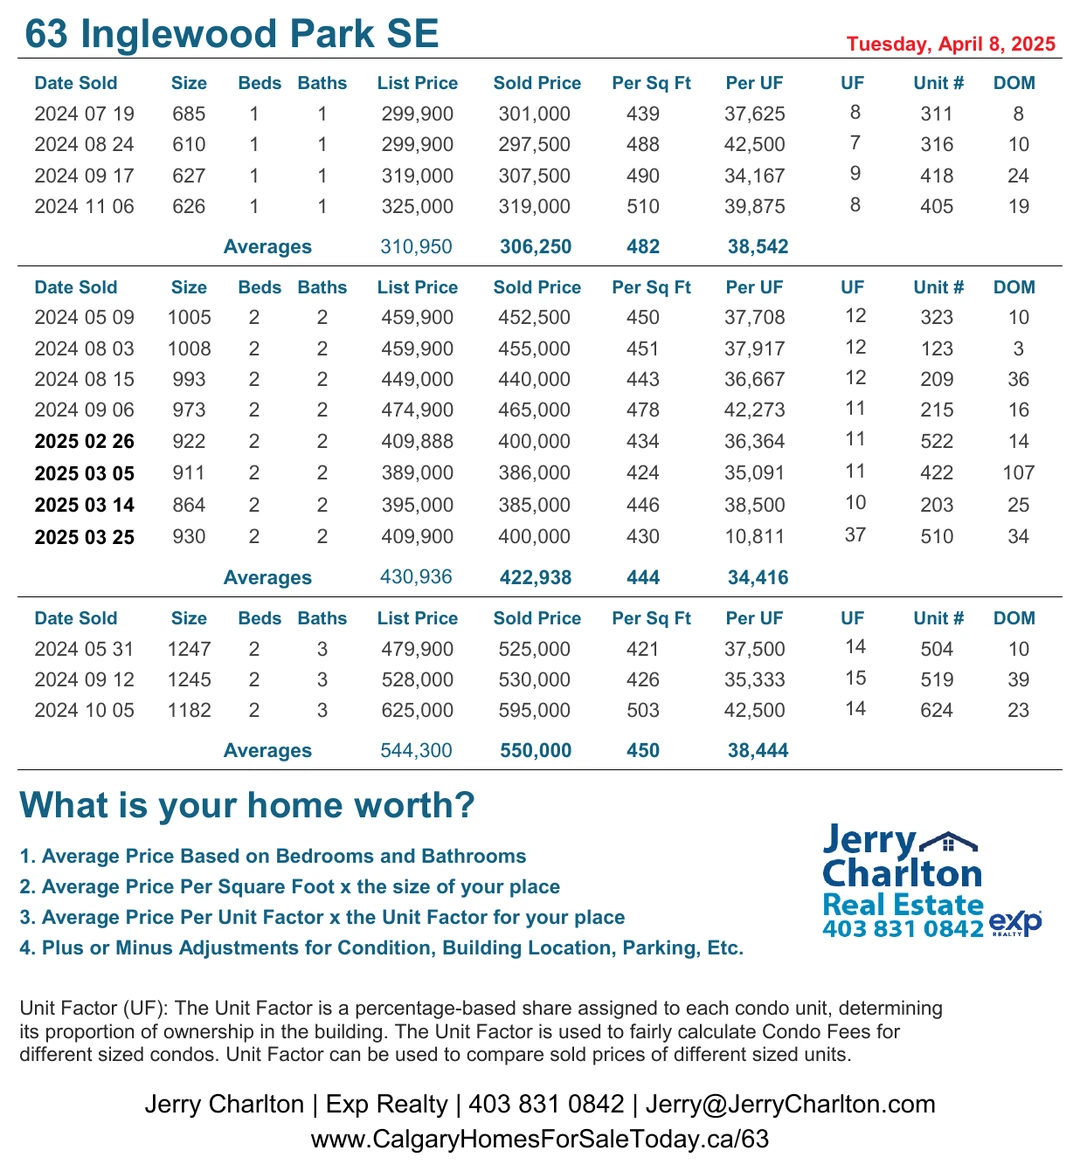 63 Inglewood Park SE
Tuesday, April 8, 2025
Date Sold Size Beds Baths List Price Sold Price Per Sq Ft Per UF UF Unit # DOM
2024 07 19 685 1 1 299,900 301,000 439 37,625 8 311 8
2024 08 24 610 1 1 299,900 297,500 488 42,500 7 316 10
2024 09 17 627 1 1 319,000 307,500 490 34,167 9 418 24
2024 11 06 626 1 1 325,000 319,000 510 39,875 8 405 19
Averages 310,950 306,250 482 38,542
Date Sold Size Beds Baths List Price Sold Price Per Sq Ft Per UF UF Unit # DOM
2024 05 09 1005 2 2 459,900 452,500 450 37,708 12 323 10
2024 08 03 1008 2 2 459,900 455,000 451 37,917 12 123 3
2024 08 15 993 2 2 449,000 440,000 443 36,667 12 209 36
2024 09 06 973 2 2 474,900 465,000 478 42,273 11 215 16
2025 02 26 922 2 2 409,888 400,000 434 36,364 11 522 14
2025 03 05 911 2 2 389,000 386,000 424 35,091 11 422 107
2025 03 14 864 2 2 395,000 385,000 446 38,500 10 203 25
2025 03 25 930 2 2 409,900 400,000 430 10,811 37 510 34
Averages 430,936 422,938 444 34,416
Date Sold Size Beds Baths List Price Sold Price Per Sq Ft Per UF UF Unit # DOM
2024 05 31 1247 2 3 479,900 525,000 421 37,500 14 504 10
2024 09 12 1245 2 3 528,000 530,000 426 35,333 15 519 39
2024 10 05 1182 2 3 625,000 595,000 503 42,500 14 624 23
Averages 544,300 550,000 450 38,444
What is your home worth?
1. Average Price Based on Bedrooms and Bathrooms
2. Average Price Per Square Foot x the size of your place
3. Average Price Per Unit Factor x the Unit Factor for your place
4. Plus or Minus Adjustments for Condition, Building Location, Parking, Etc.
Jerry
Charlton
Real Estate
403 831 0842
exp
REALTY
Unit Factor (UF): The Unit Factor is a percentage-based share assigned to each condo unit, determining
its proportion of ownership in the building. The Unit Factor is used to fairly calculate Condo Fees for
different sized condos. Unit Factor can be used to compare sold prices of different sized units.
Jerry Charlton | Exp Realty | 403 831 0842 | Jerry@JerryCharlton.com
www.CalgaryHomesForSaleToday.ca/63